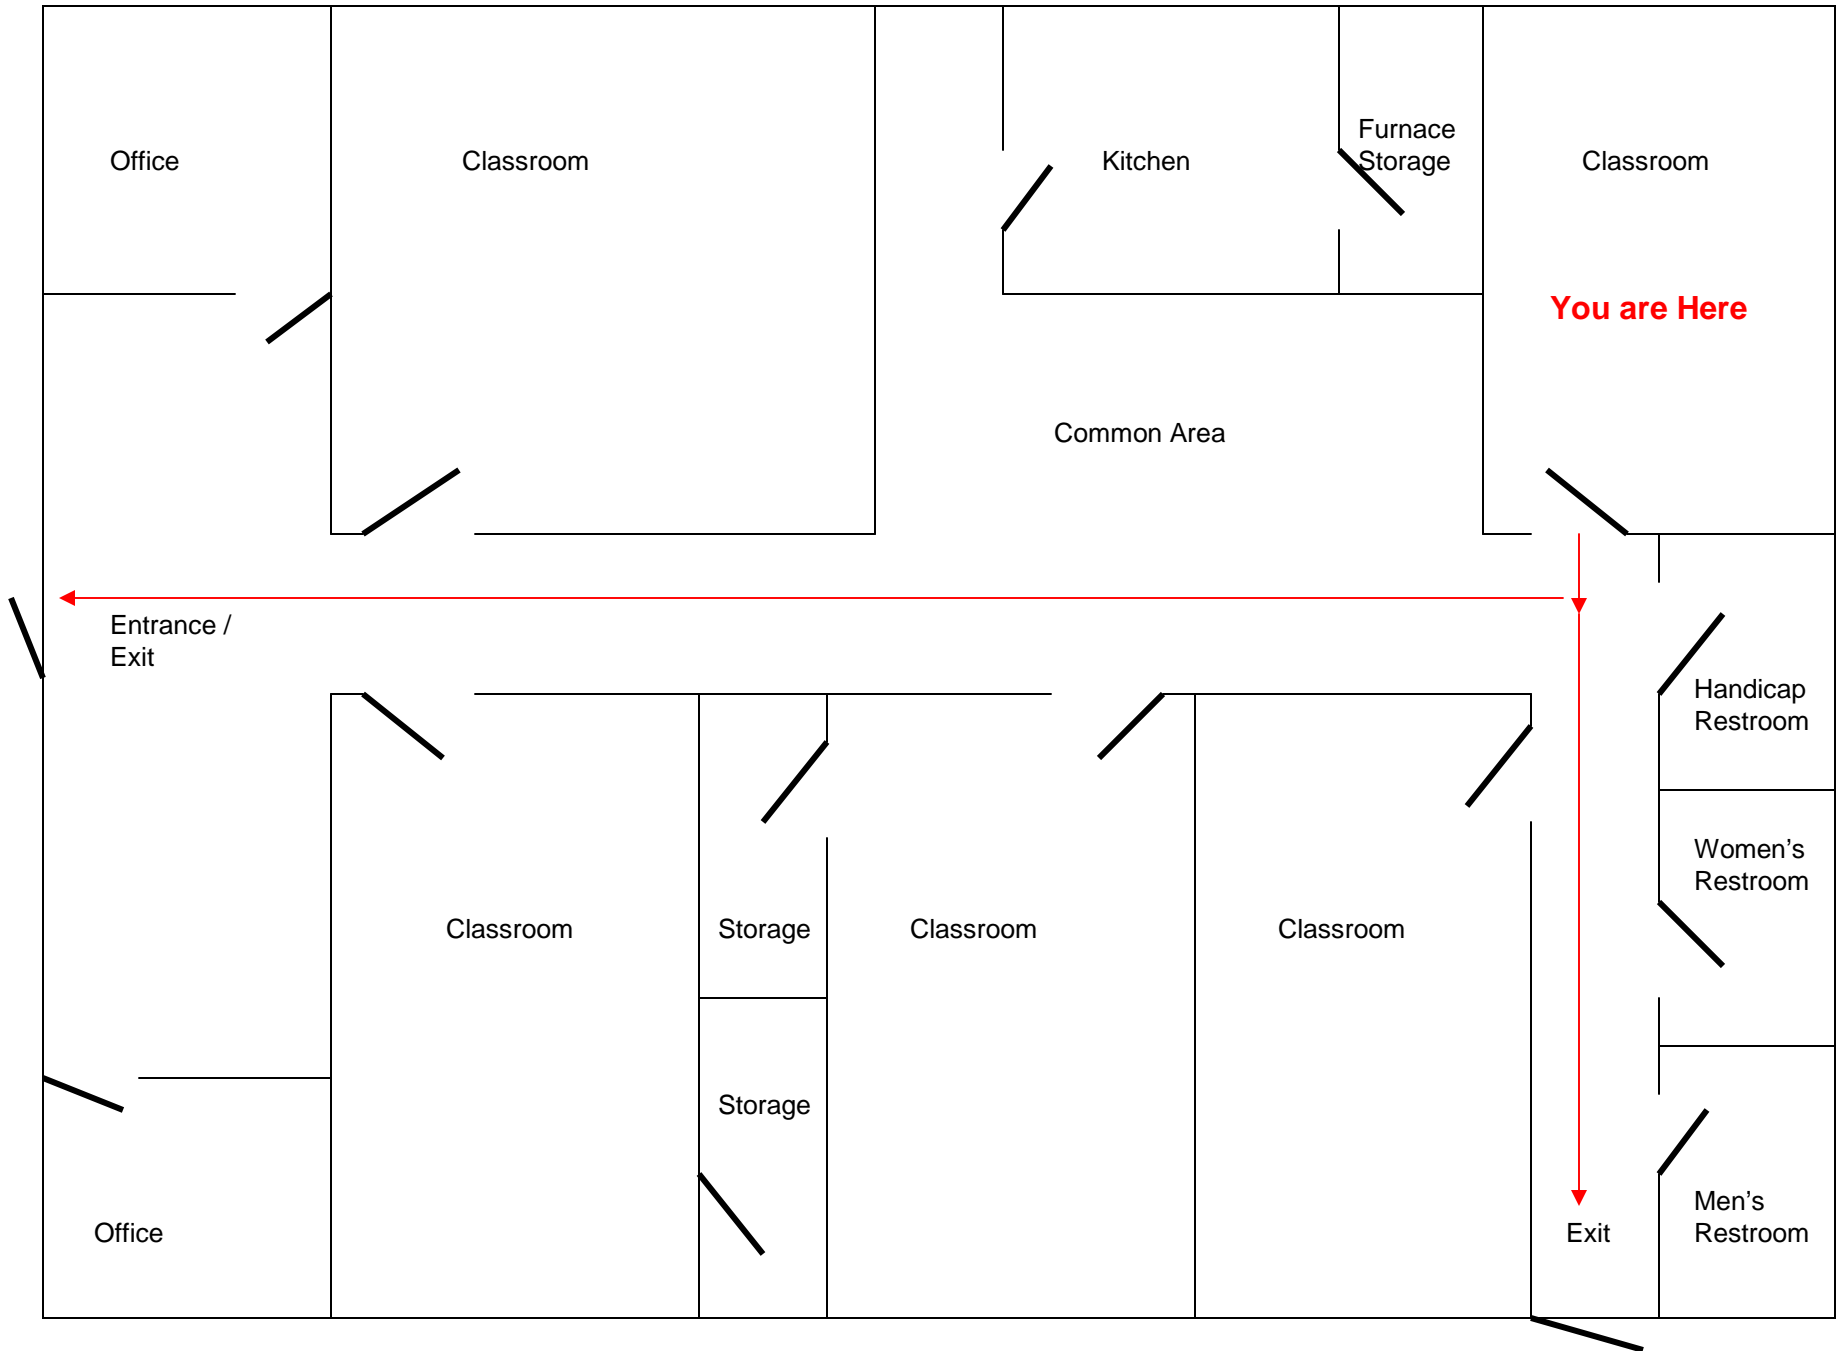 Office
Classroom
Kitchen
Furnace
Storage
Classroom
You are Here
Common Area
Entrance /
Exit
Handicap
Restroom
Women’s
Restroom
Classroom
Storage
Classroom
Classroom
Storage
Office
Exit
Men’s
Restroom